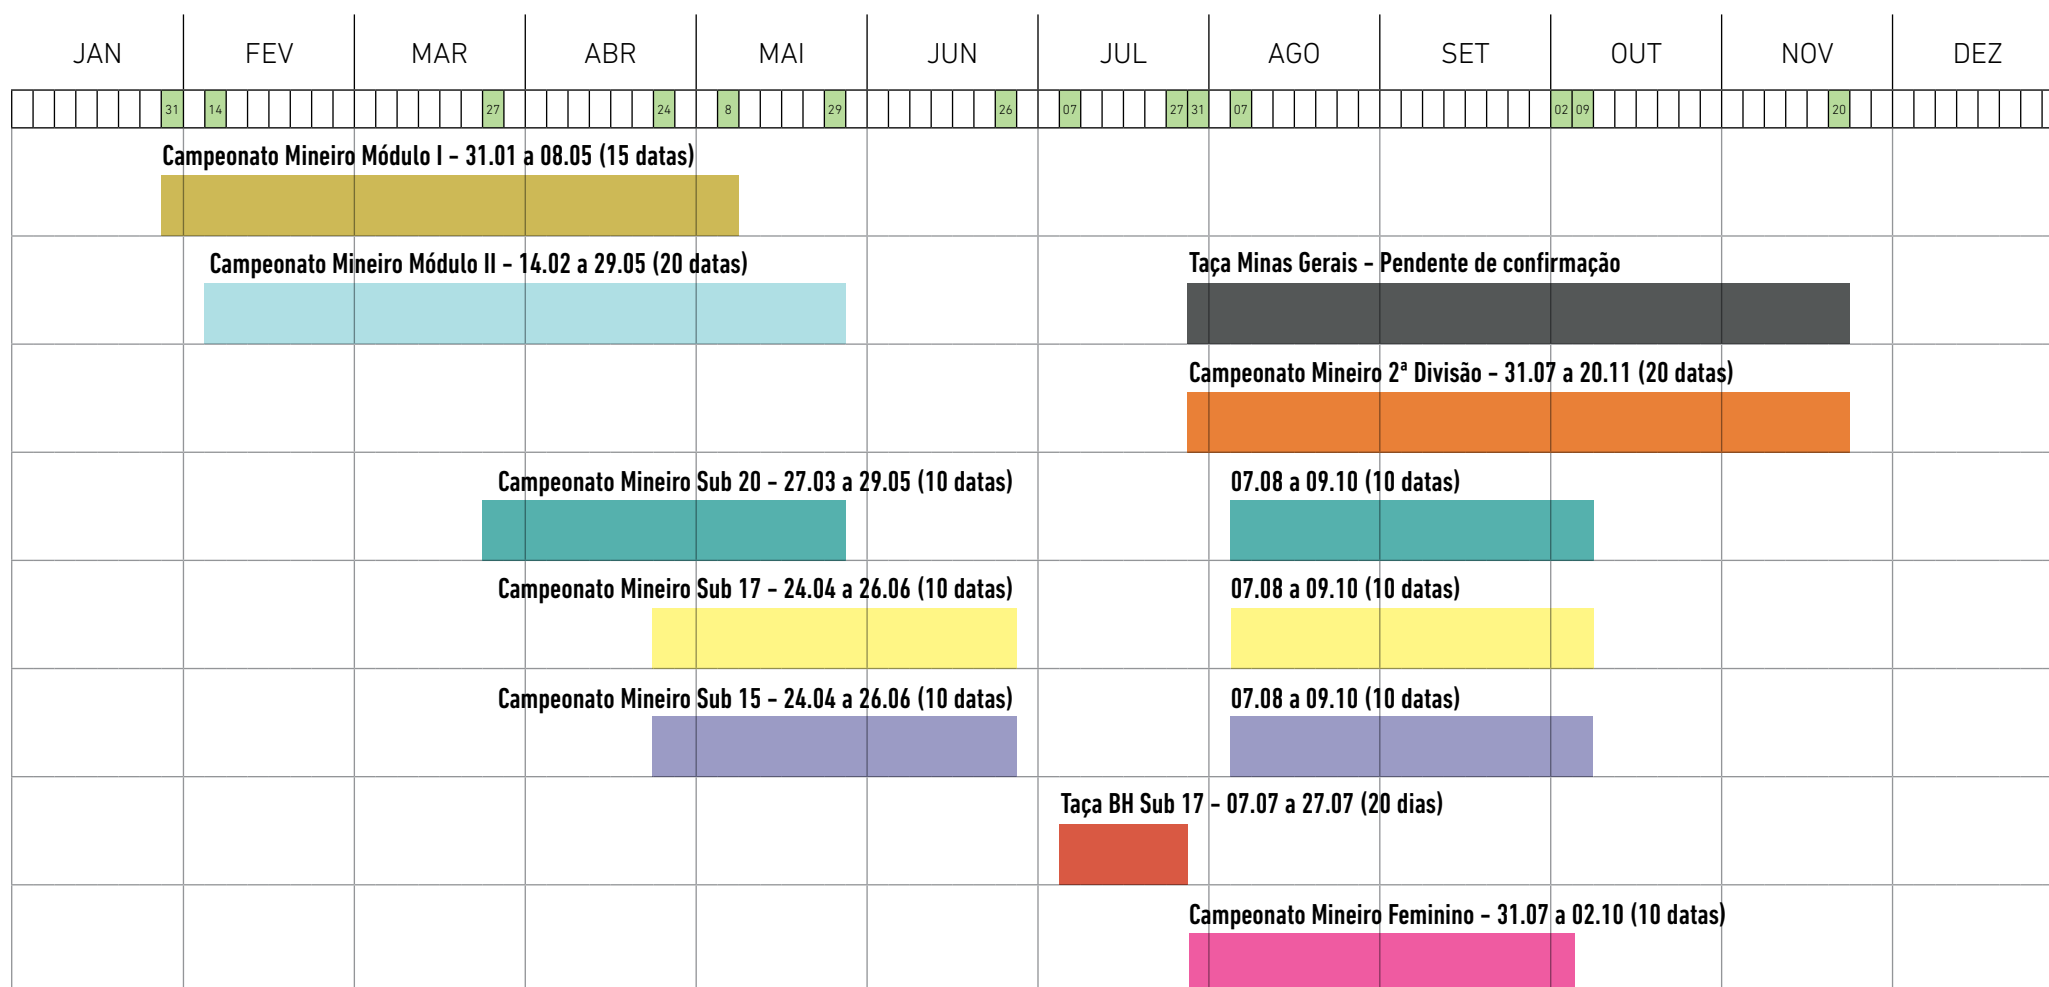 JAN FEV MAR ABR MAI JUN JUL AGO SET OUT NOV DEZ
31 14 27 24 8 29 26 07 27 31 07 02 09 20
Campeonato Mineiro Módulo I - 31.01 a 08.05 (15 datas)
Campeonato Mineiro Módulo II - 14.02 a 29.05 (20 datas)
Taça Minas Gerais - Pendente de confirmação
Campeonato Mineiro 2ª Divisão - 31.07 a 20.11 (20 datas)
Campeonato Mineiro Sub 20 - 27.03 a 29.05 (10 datas)
07.08 a 09.10 (10 datas)
Campeonato Mineiro Sub 17 - 24.04 a 26.06 (10 datas)
07.08 a 09.10 (10 datas)
Campeonato Mineiro Sub 15 - 24.04 a 26.06 (10 datas)
07.08 a 09.10 (10 datas)
Taça BH Sub 17 - 07.07 a 27.07 (20 dias)
Campeonato Mineiro Feminino - 31.07 a 02.10 (10 datas)